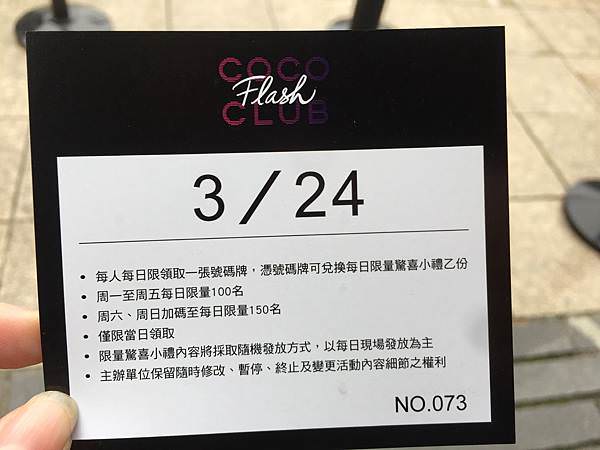 COCO
Flash
CLUB
3/24
• 每人每日限領取一張號碼牌，憑號碼牌可兌換每日限量驚喜小禮乙份
• 周一至周五每日限量100名
• 周六、周日加碼至每日限量150名
• 僅限當日領取
• 限量驚喜小禮內容將採取隨機發放方式，以每日現場發放為主
• 主辦單位保留隨時修改、暫停、終止及變更活動內容細節之權利
NO.073